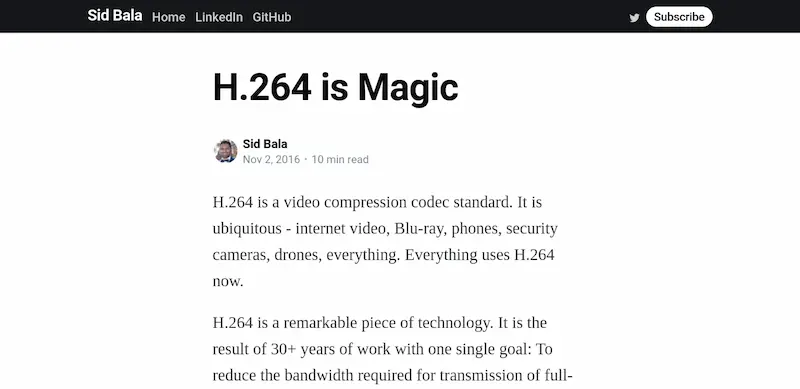 Sid Bala Home LinkedIn GitHub Subscribe
H.264 is Magic
Sid Bala
Nov 2, 2016 • 10 min read
H.264 is a video compression codec standard. It is
ubiquitous - internet video, Blu-ray, phones, security
cameras, drones, everything. Everything uses H.264
now.
H.264 is a remarkable piece of technology. It is the
result of 30+ years of work with one single goal: To
reduce the bandwidth required for transmission of full-